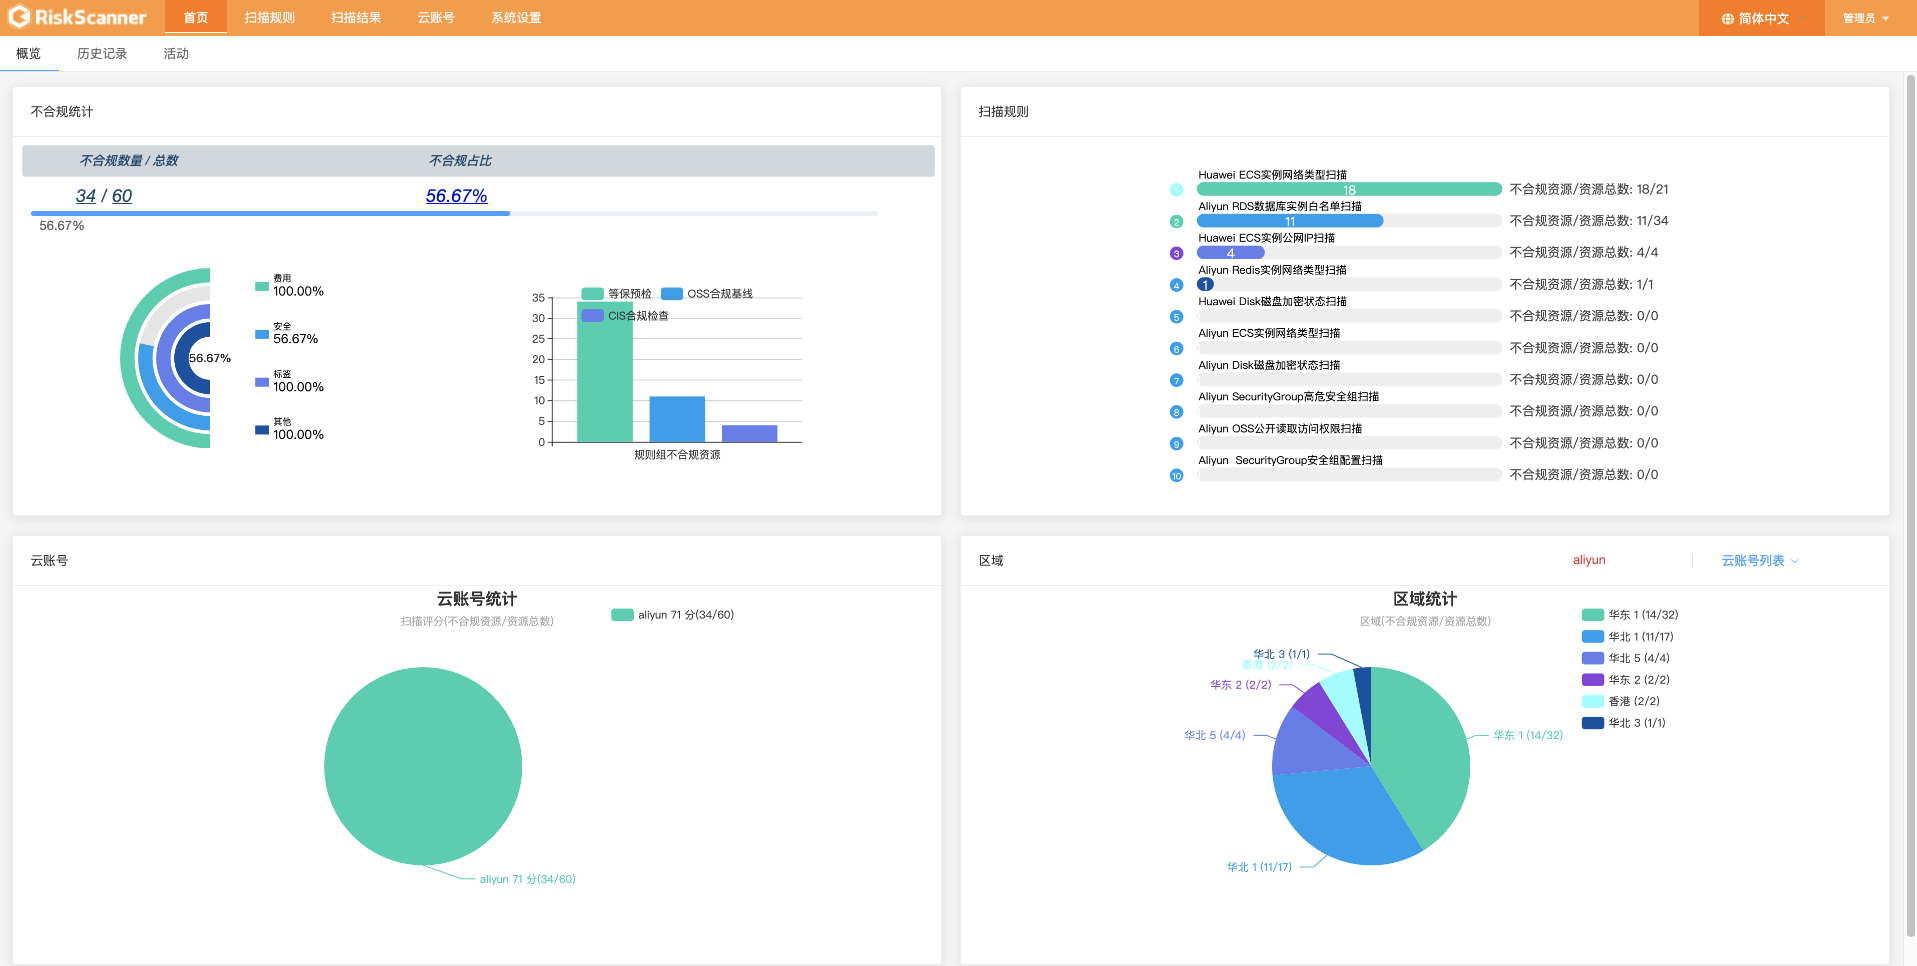 RiskScanner 首页 扫描规则 扫描结果 云账号 系统设置 简体中文 管理员
概览 历史记录 活动
不合规统计
不合规数量 / 总数 不合规占比
34 / 60 56.67%
56.67%
费用
100.00%
安全
56.67%
标签
100.00%
其他
100.00%
56.67%
等保预检 OSS合规基线
CIS合规检查
35
30
25
20
15
10
5
0
规则组不合规资源
扫描规则
Huawei ECS实例网络类型扫描
1 18 不合规资源/资源总数: 18/21
Aliyun RDS数据库实例白名单扫描
2 11 不合规资源/资源总数: 11/34
Huawei ECS实例公网IP扫描
3 4 不合规资源/资源总数: 4/4
Aliyun Redis实例网络类型扫描
4 1 不合规资源/资源总数: 1/1
Huawei Disk磁盘加密状态扫描
5 不合规资源/资源总数: 0/0
Aliyun ECS实例网络类型扫描
6 不合规资源/资源总数: 0/0
Aliyun Disk磁盘加密状态扫描
7 不合规资源/资源总数: 0/0
Aliyun SecurityGroup高危安全组扫描
8 不合规资源/资源总数: 0/0
Aliyun OSS公开读取访问权限扫描
9 不合规资源/资源总数: 0/0
Aliyun SecurityGroup安全组配置扫描
10 不合规资源/资源总数: 0/0
云账号
云账号统计
扫描评分(不合规资源/资源总数)
aliyun 71 分(34/60)
aliyun 71 分(34/60)
区域 aliyun 云账号列表
区域统计
区域(不合规资源/资源总数)
华东 1 (14/32)
华北 1 (11/17)
华北 5 (4/4)
华东 2 (2/2)
香港 (2/2)
华北 3 (1/1)
华北 3 (1/1)
香港 (2/2)
华东 2 (2/2)
华北 5 (4/4)
华东 1 (14/32)
华北 1 (11/17)